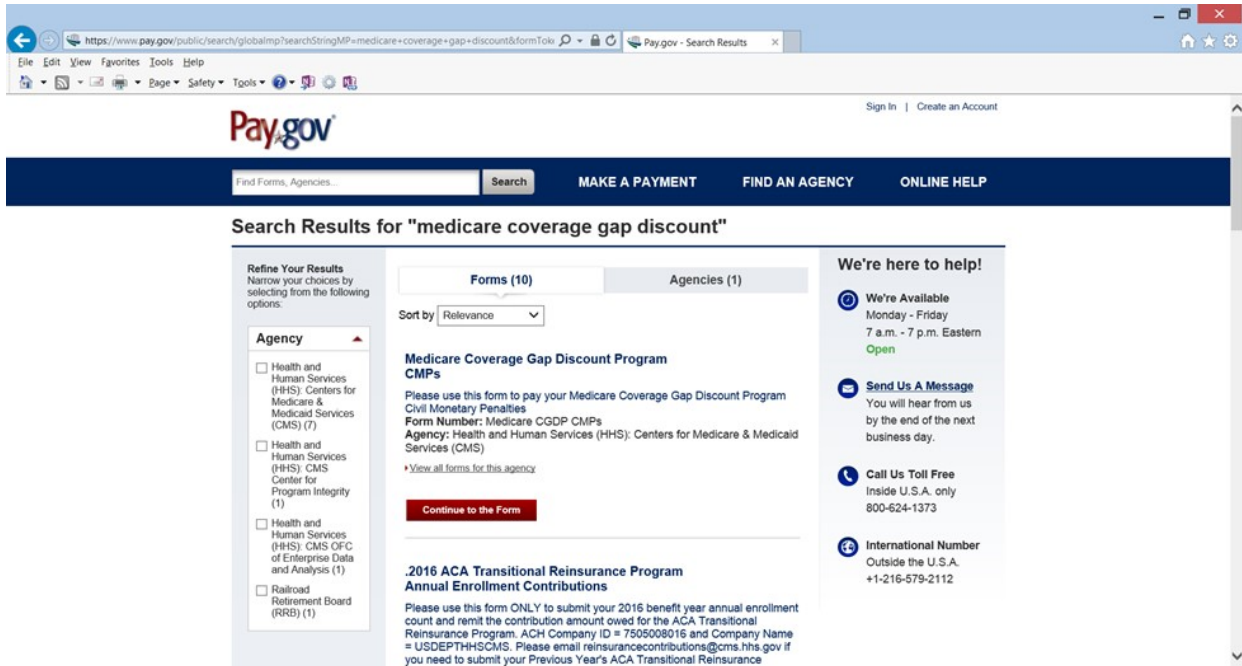 https://www.pay.gov/public/search/globalmp?searchStringMP=medicare+coverage+gap+discount&formTok
Pay.gov - Search Results
File Edit View Favorites Tools Help
Page Safety Tools
Sign In | Create an Account
Pay.gov
Find Forms, Agencies...
Search
MAKE A PAYMENT
FIND AN AGENCY
ONLINE HELP
Search Results for "medicare coverage gap discount"
Refine Your Results
Narrow your choices by
selecting from the following
options:
Agency
Health and
Human Services
(HHS): Centers for
Medicare &
Medicaid Services
(CMS) (7)
Health and
Human Services
(HHS): CMS
Center for
Program Integrity
(1)
Health and
Human Services
(HHS): CMS OFC
of Enterprise Data
and Analysis (1)
Railroad
Retirement Board
(RRB) (1)
Forms (10)
Agencies (1)
Sort by Relevance
Medicare Coverage Gap Discount Program
CMPs
Please use this form to pay your Medicare Coverage Gap Discount Program
Civil Monetary Penalties
Form Number: Medicare CGDP CMPs
Agency: Health and Human Services (HHS): Centers for Medicare & Medicaid
Services (CMS)
View all forms for this agency
Continue to the Form
.2016 ACA Transitional Reinsurance Program
Annual Enrollment Contributions
Please use this form ONLY to submit your 2016 benefit year annual enrollment
count and remit the contribution amount owed for the ACA Transitional
Reinsurance Program. ACH Company ID = 7505008016 and Company Name
= USDEPTHHSCMS. Please email reinsurancecontributions@cms.hhs.gov if
you need to submit your Previous Year's ACA Transitional Reinsurance
We're here to help!
We're Available
Monday - Friday
7 a.m. - 7 p.m. Eastern
Open
Send Us A Message
You will hear from us
by the end of the next
business day.
Call Us Toll Free
Inside U.S.A. only
800-624-1373
International Number
Outside the U.S.A.
+1-216-579-2112